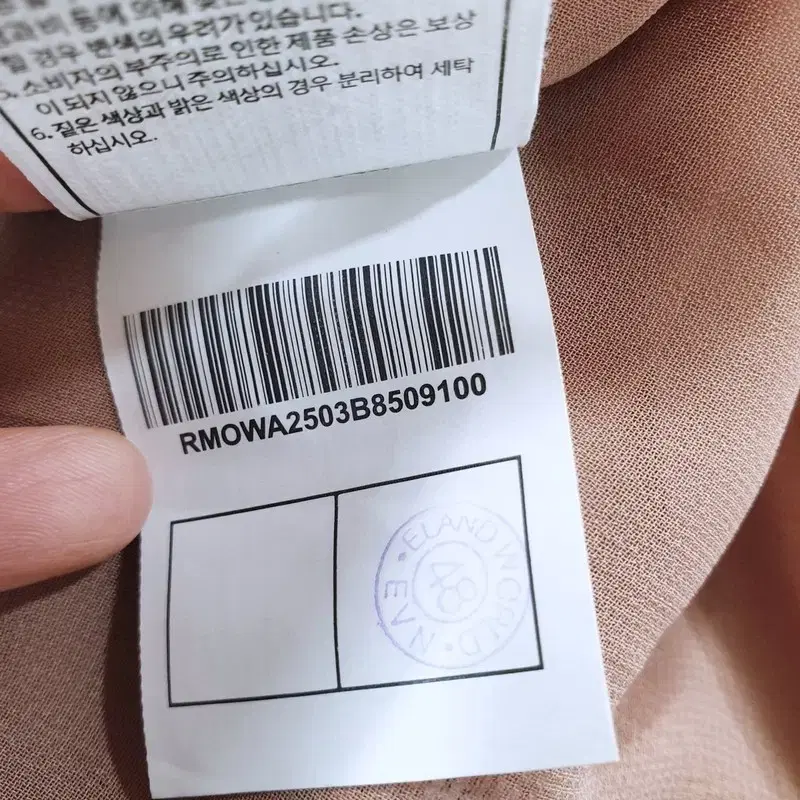 있습니다.
경우 변색의 우려가
5. 소비자의 부주의로 인한 제품 손상은 보상
이 되지 않으니 주의하십시오.
6. 짙은 색상과 밝은 색상의 경우 분리하여 세탁
하십시오.
RMOWA2503B8509100
ELAND WORLD
48
EVN